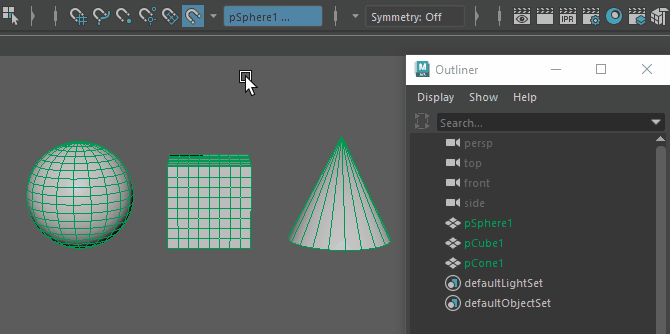 pSphere1 ...
Symmetry: Off
IPR
M
Outliner
Display Show Help
Search...
persp
top
front
side
pSphere1
pCube1
pCone1
defaultLightSet
defaultObjectSet